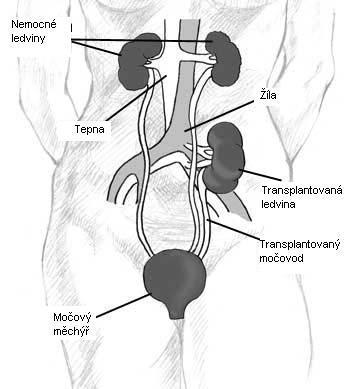 Nemocné
ledviny
Žíla
Tepna
Transplantovaná
ledvina
Transplantovaný
močovod
Močový
měchýř